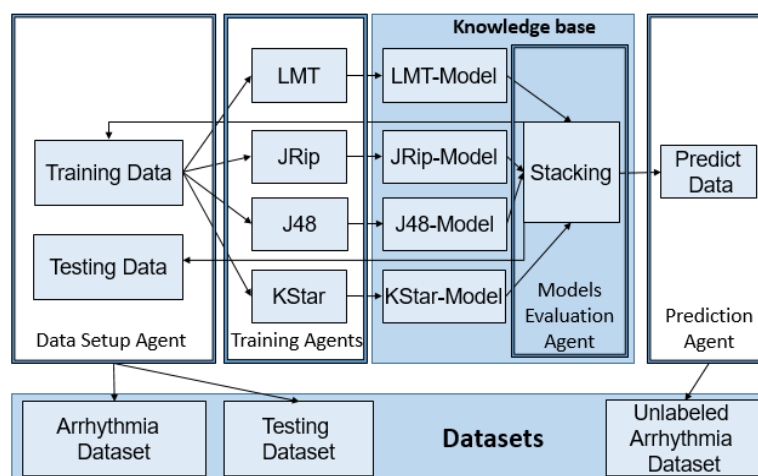 Knowledge base
LMT
LMT-Model
Training Data
JRip
JRip-Model
Stacking
Predict
Data
J48
J48-Model
Testing Data
KStar
KStar-Model
Data Setup Agent
Training Agents
Models
Evaluation
Agent
Prediction
Agent
Arrhythmia
Dataset
Testing
Dataset
Datasets
Unlabeled
Arrhythmia
Dataset